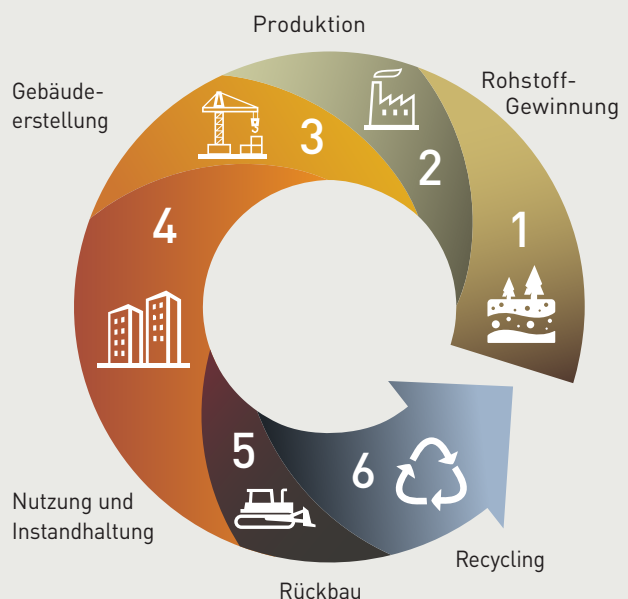 Produktion
Rohstoff-
Gewinnung
Gebäude-
erstellung
3
2
1
4
Nutzung und
Instandhaltung
5
6
Recycling
Rückbau